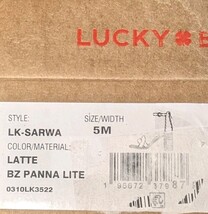 LUCKY
STYLE: SIZE/WIDTH
LK-SARWA 5M
COLOR/MATERIAL:
LATTE
BZ PANNA LITE
0310LK3522